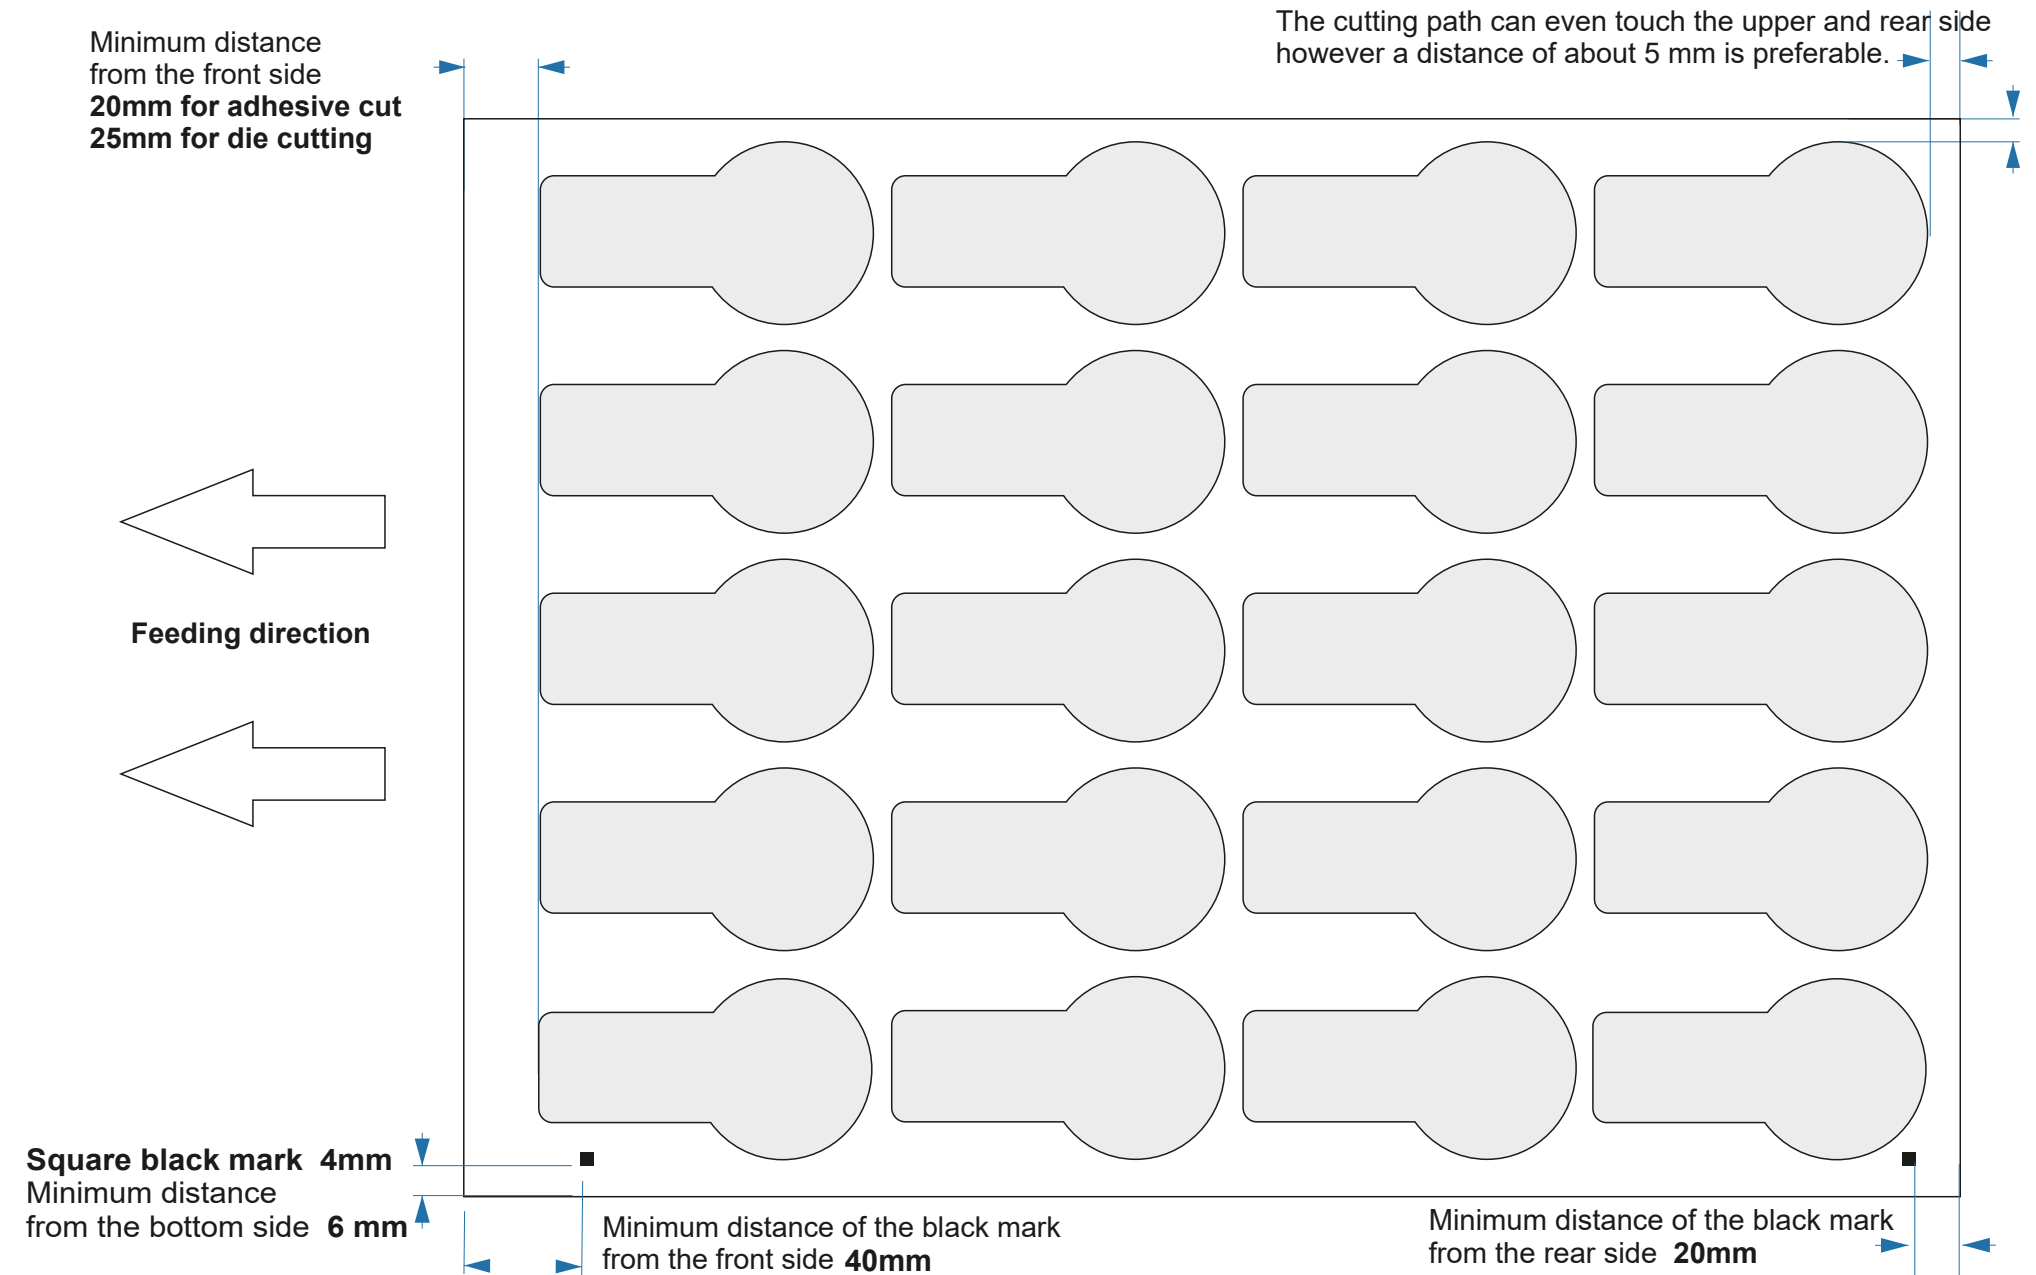 Minimum distance
from the front side
20mm for adhesive cut
25mm for die cutting
The cutting path can even touch the upper and rear side
however a distance of about 5 mm is preferable.
Feeding direction
Square black mark 4mm
Minimum distance
from the bottom side 6 mm
Minimum distance of the black mark
from the front side 40mm
Minimum distance of the black mark
from the rear side 20mm